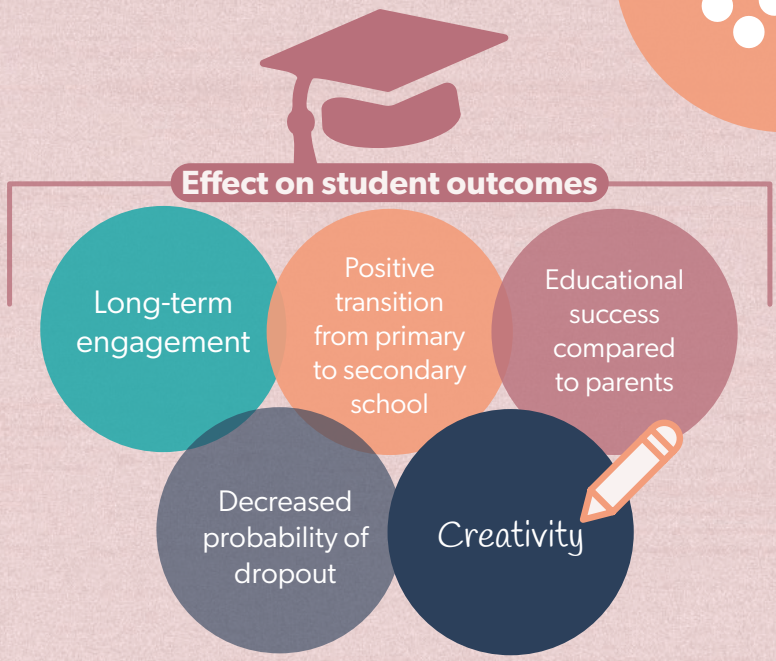 Effect on student outcomes
Long-term
engagement
Positive
transition
from primary
to secondary
school
Educational
success
compared
to parents
Decreased
probability of
dropout
Creativity